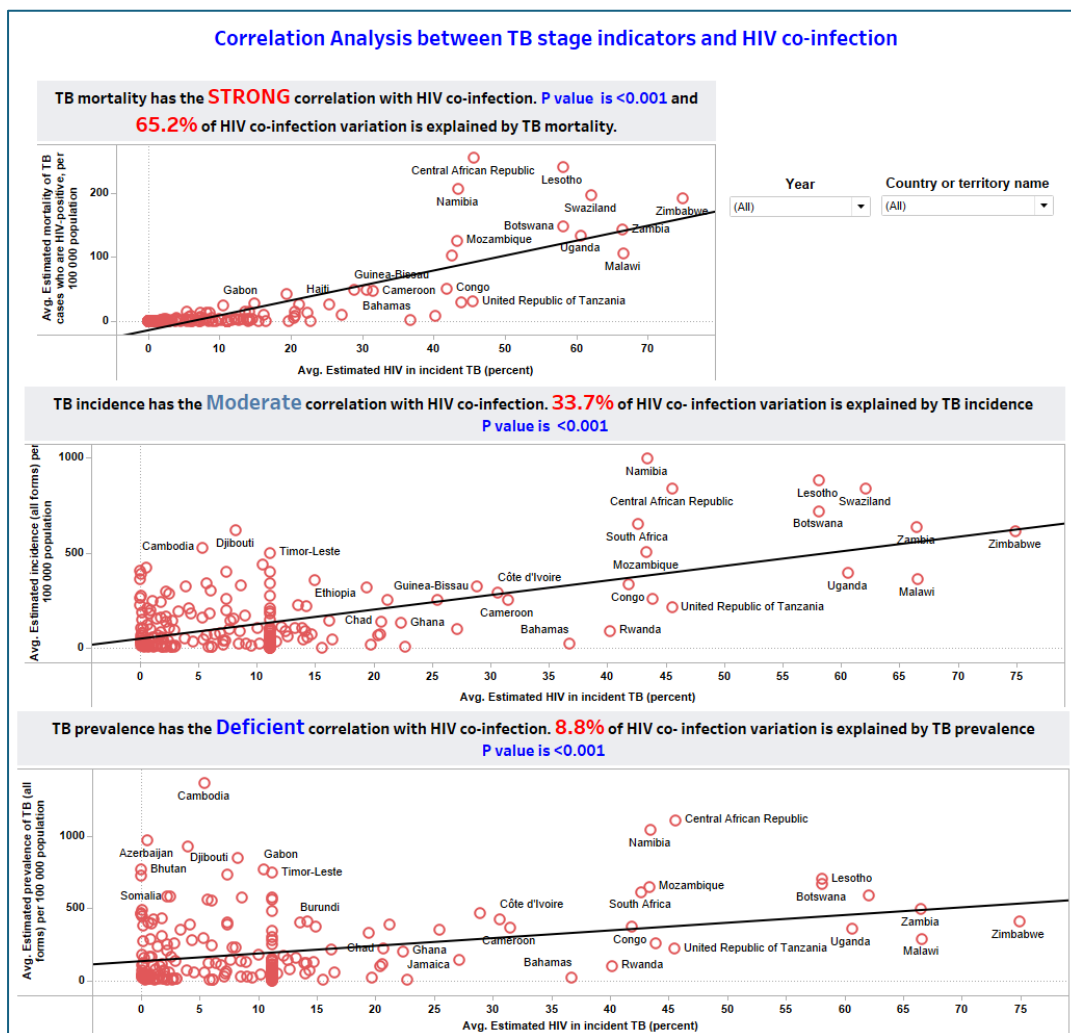 Correlation Analysis between TB stage indicators and HIV co-infection
TB mortality has the STRONG correlation with HIV co-infection. P value is <0.001 and
65.2% of HIV co-infection variation is explained by TB mortality.
Avg. Estimated mortality of TB
cases who are HIV-positive, per
100 000 population
200
100
0
Central African Republic
Lesotho
Namibia
Swaziland
Zimbabwe
Botswana
Zambia
Mozambique
Uganda
Malawi
Guinea-Bissau
Gabon
Haiti
Cameroon
Congo
Bahamas
United Republic of Tanzania
0 10 20 30 40 50 60 70
Avg. Estimated HIV in incident TB (percent)
Year
(All)
Country or territory name
(All)
TB incidence has the Moderate correlation with HIV co-infection. 33.7% of HIV co- infection variation is explained by TB incidence
P value is <0.001
Avg. Estimated incidence (all forms) per
100 000 population
1000
500
0
Namibia
Central African Republic
Lesotho
Swaziland
Botswana
South Africa
Zambia
Zimbabwe
Djibouti
Cambodia
Timor-Leste
Mozambique
Côte d'Ivoire
Guinea-Bissau
Ethiopia
Uganda
Malawi
Cameroon
Congo
United Republic of Tanzania
Chad
Ghana
Bahamas
Rwanda
0 5 10 15 20 25 30 35 40 45 50 55 60 65 70 75
Avg. Estimated HIV in incident TB (percent)
TB prevalence has the Deficient correlation with HIV co-infection. 8.8% of HIV co- infection variation is explained by TB prevalence
P value is <0.001
Avg. Estimated prevalence of TB (all
forms) per 100 000 population
1000
500
0
Cambodia
Central African Republic
Namibia
Azerbaijan
Djibouti
Gabon
Bhutan
Timor-Leste
Lesotho
Mozambique
Somalia
South Africa
Botswana
Burundi
Côte d'Ivoire
Zambia
Zimbabwe
Cameroon
Congo
Uganda
Malawi
Chad
Ghana
United Republic of Tanzania
Jamaica
Bahamas
Rwanda
0 5 10 15 20 25 30 35 40 45 50 55 60 65 70 75
Avg. Estimated HIV in incident TB (percent)